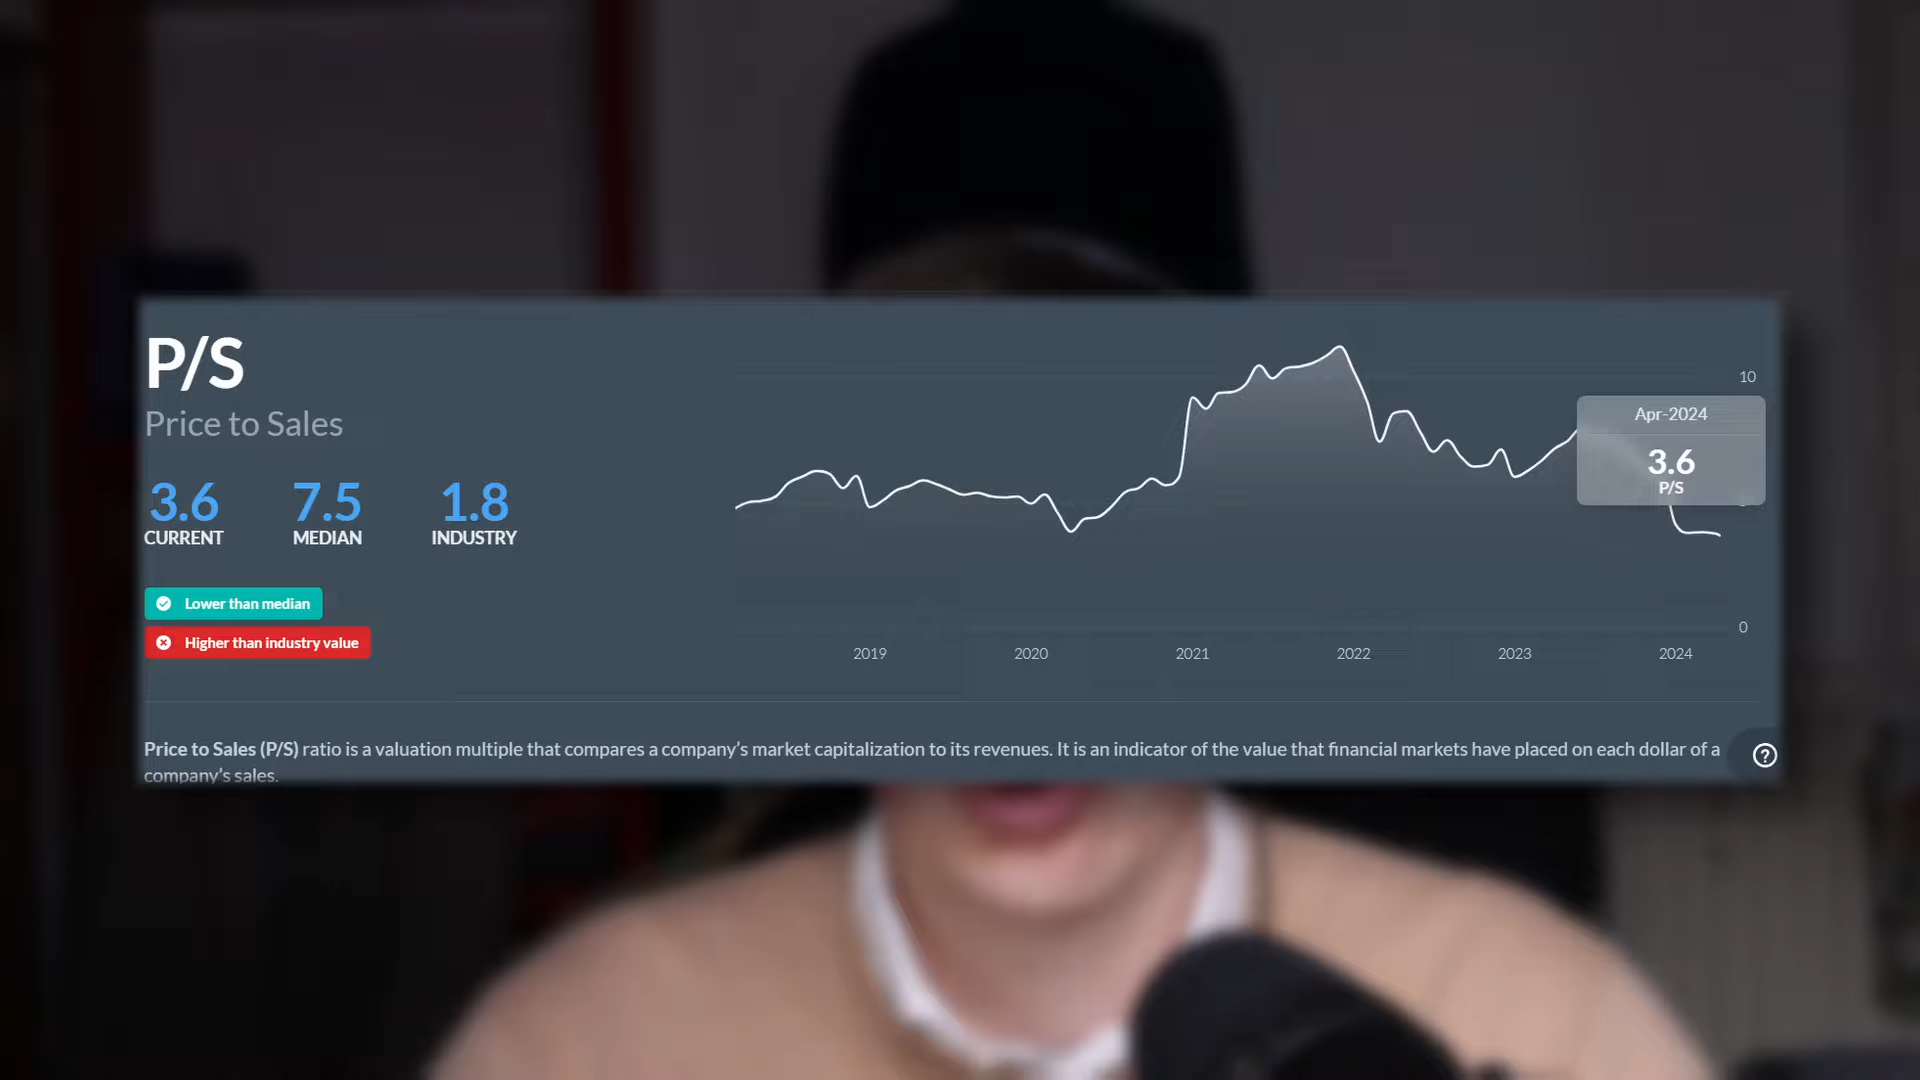 P/S
Price to Sales
3.6 7.5 1.8
CURRENT MEDIAN INDUSTRY
Lower than median
Higher than industry value
10
Apr-2024
3.6
P/S
0
2019 2020 2021 2022 2023 2024
Price to Sales (P/S) ratio is a valuation multiple that compares a company’s market capitalization to its revenues. It is an indicator of the value that financial markets have placed on each dollar of a
company’s sales.
?